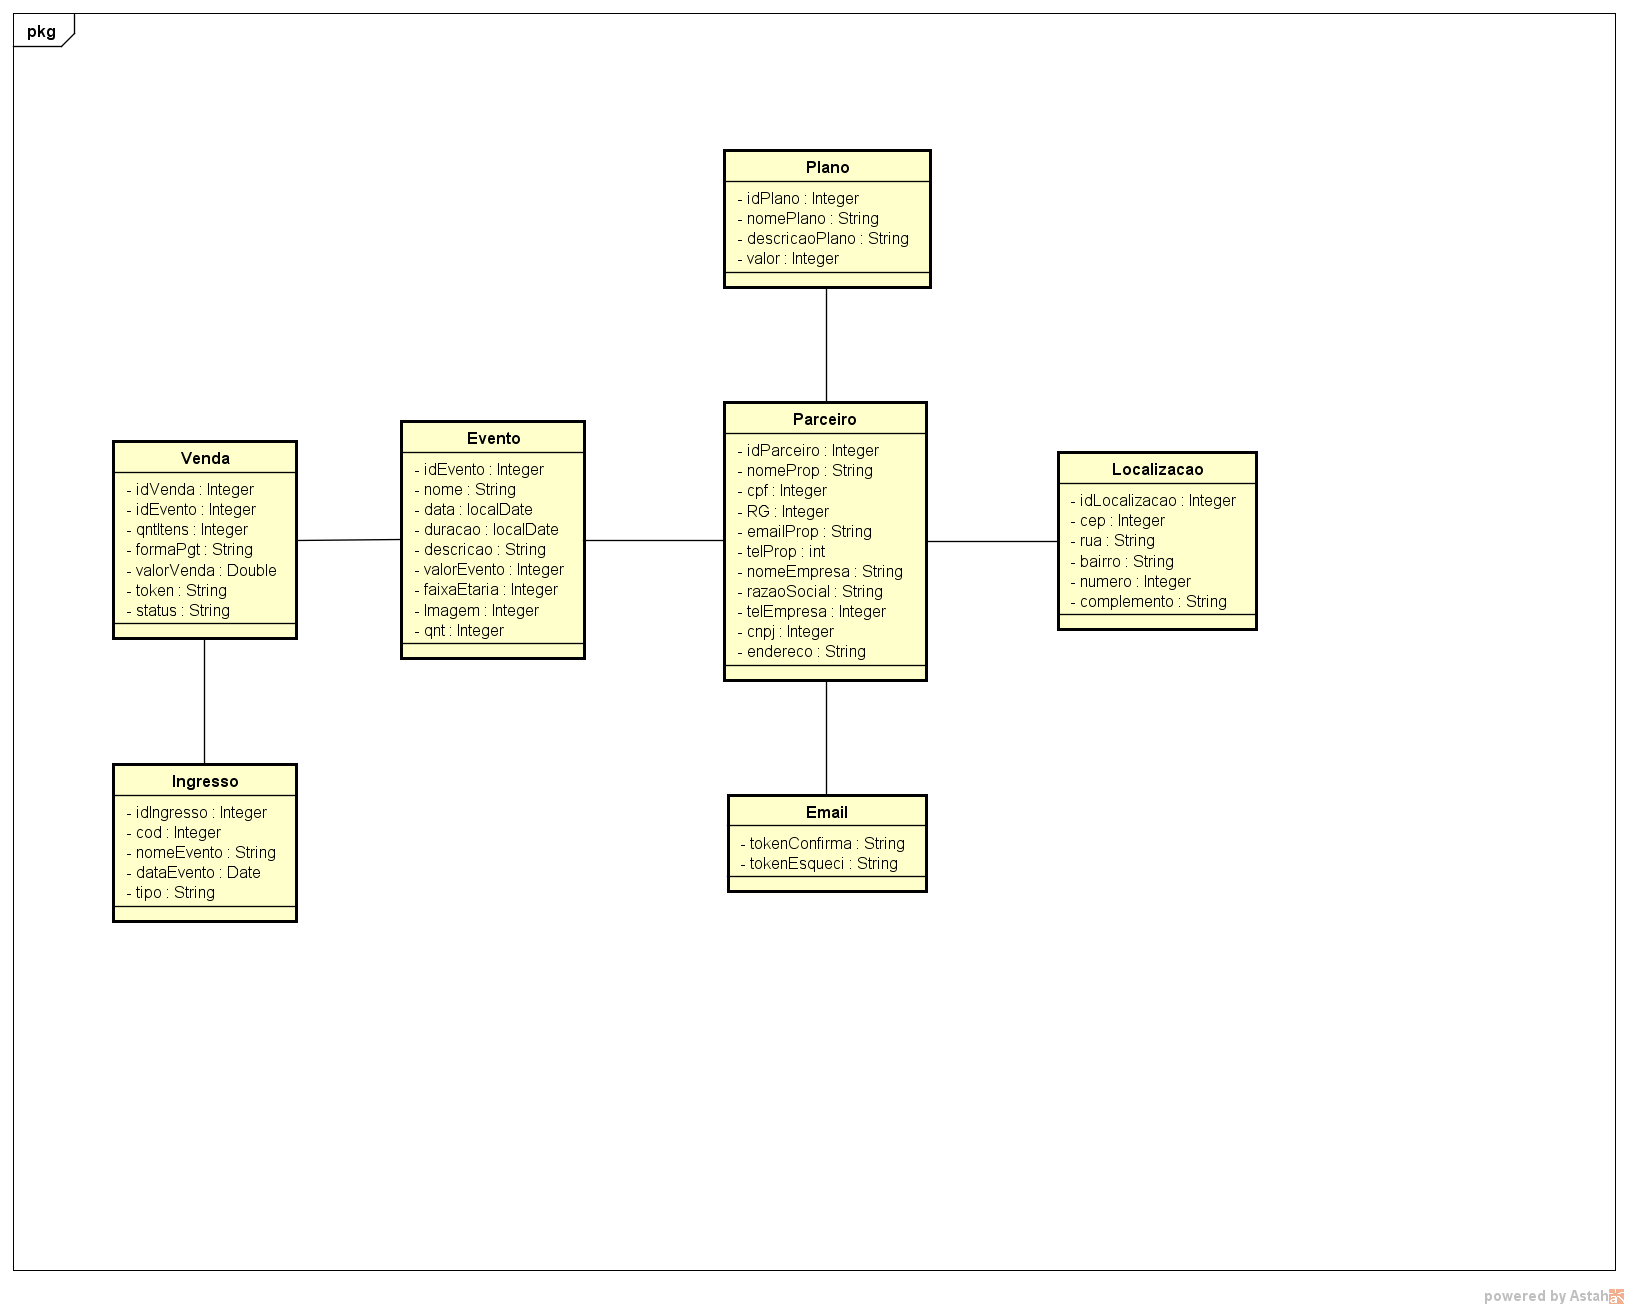 pkg
Plano
- idPlano : Integer
- nomePlano : String
- descricaoPlano : String
- valor : Integer
Parceiro
- idParceiro : Integer
- nomeProp : String
- cpf : Integer
- RG : Integer
- emailProp : String
- telProp : int
- nomeEmpresa : String
- razaoSocial : String
- telEmpresa : Integer
- cnpj : Integer
- endereco : String
Evento
- idEvento : Integer
- nome : String
- data : localDate
- duracao : localDate
- descricao : String
- valorEvento : Integer
- faixaEtaria : Integer
- Imagem : Integer
- qnt : Integer
Venda
- idVenda : Integer
- idEvento : Integer
- qntItens : Integer
- formaPgt : String
- valorVenda : Double
- token : String
- status : String
Localizacao
- idLocalizacao : Integer
- cep : Integer
- rua : String
- bairro : String
- numero : Integer
- complemento : String
Ingresso
- idIngresso : Integer
- cod : Integer
- nomeEvento : String
- dataEvento : Date
- tipo : String
Email
- tokenConfirma : String
- tokenEsqueci : String
powered by Astah